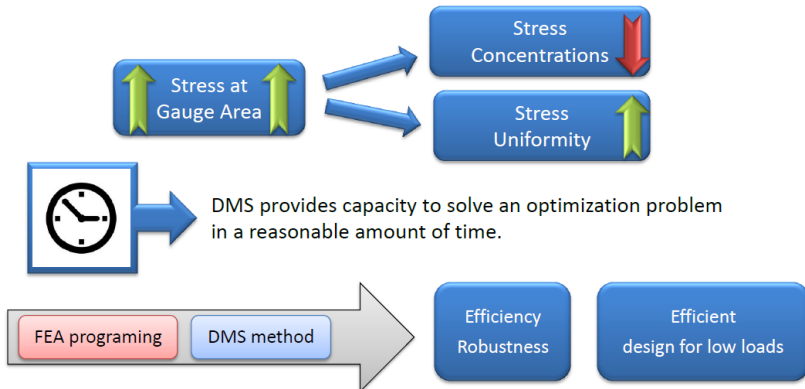 Stress at
Gauge Area
Stress
Concentrations
Stress
Uniformity
DMS provides capacity to solve an optimization problem
in a reasonable amount of time.
FEA programing
DMS method
Efficiency
Robustness
Efficient
design for low loads